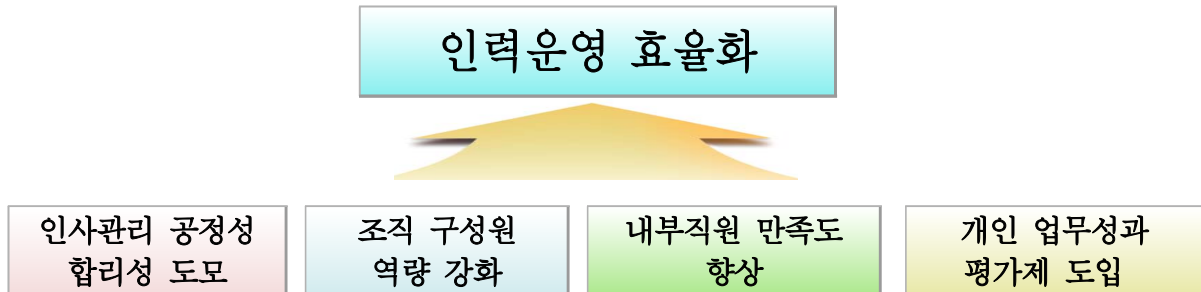 인력운영 효율화
인사관리 공정성
합리성 도모
조직 구성원
역량 강화
내부직원 만족도
향상
개인 업무성과
평가제 도입